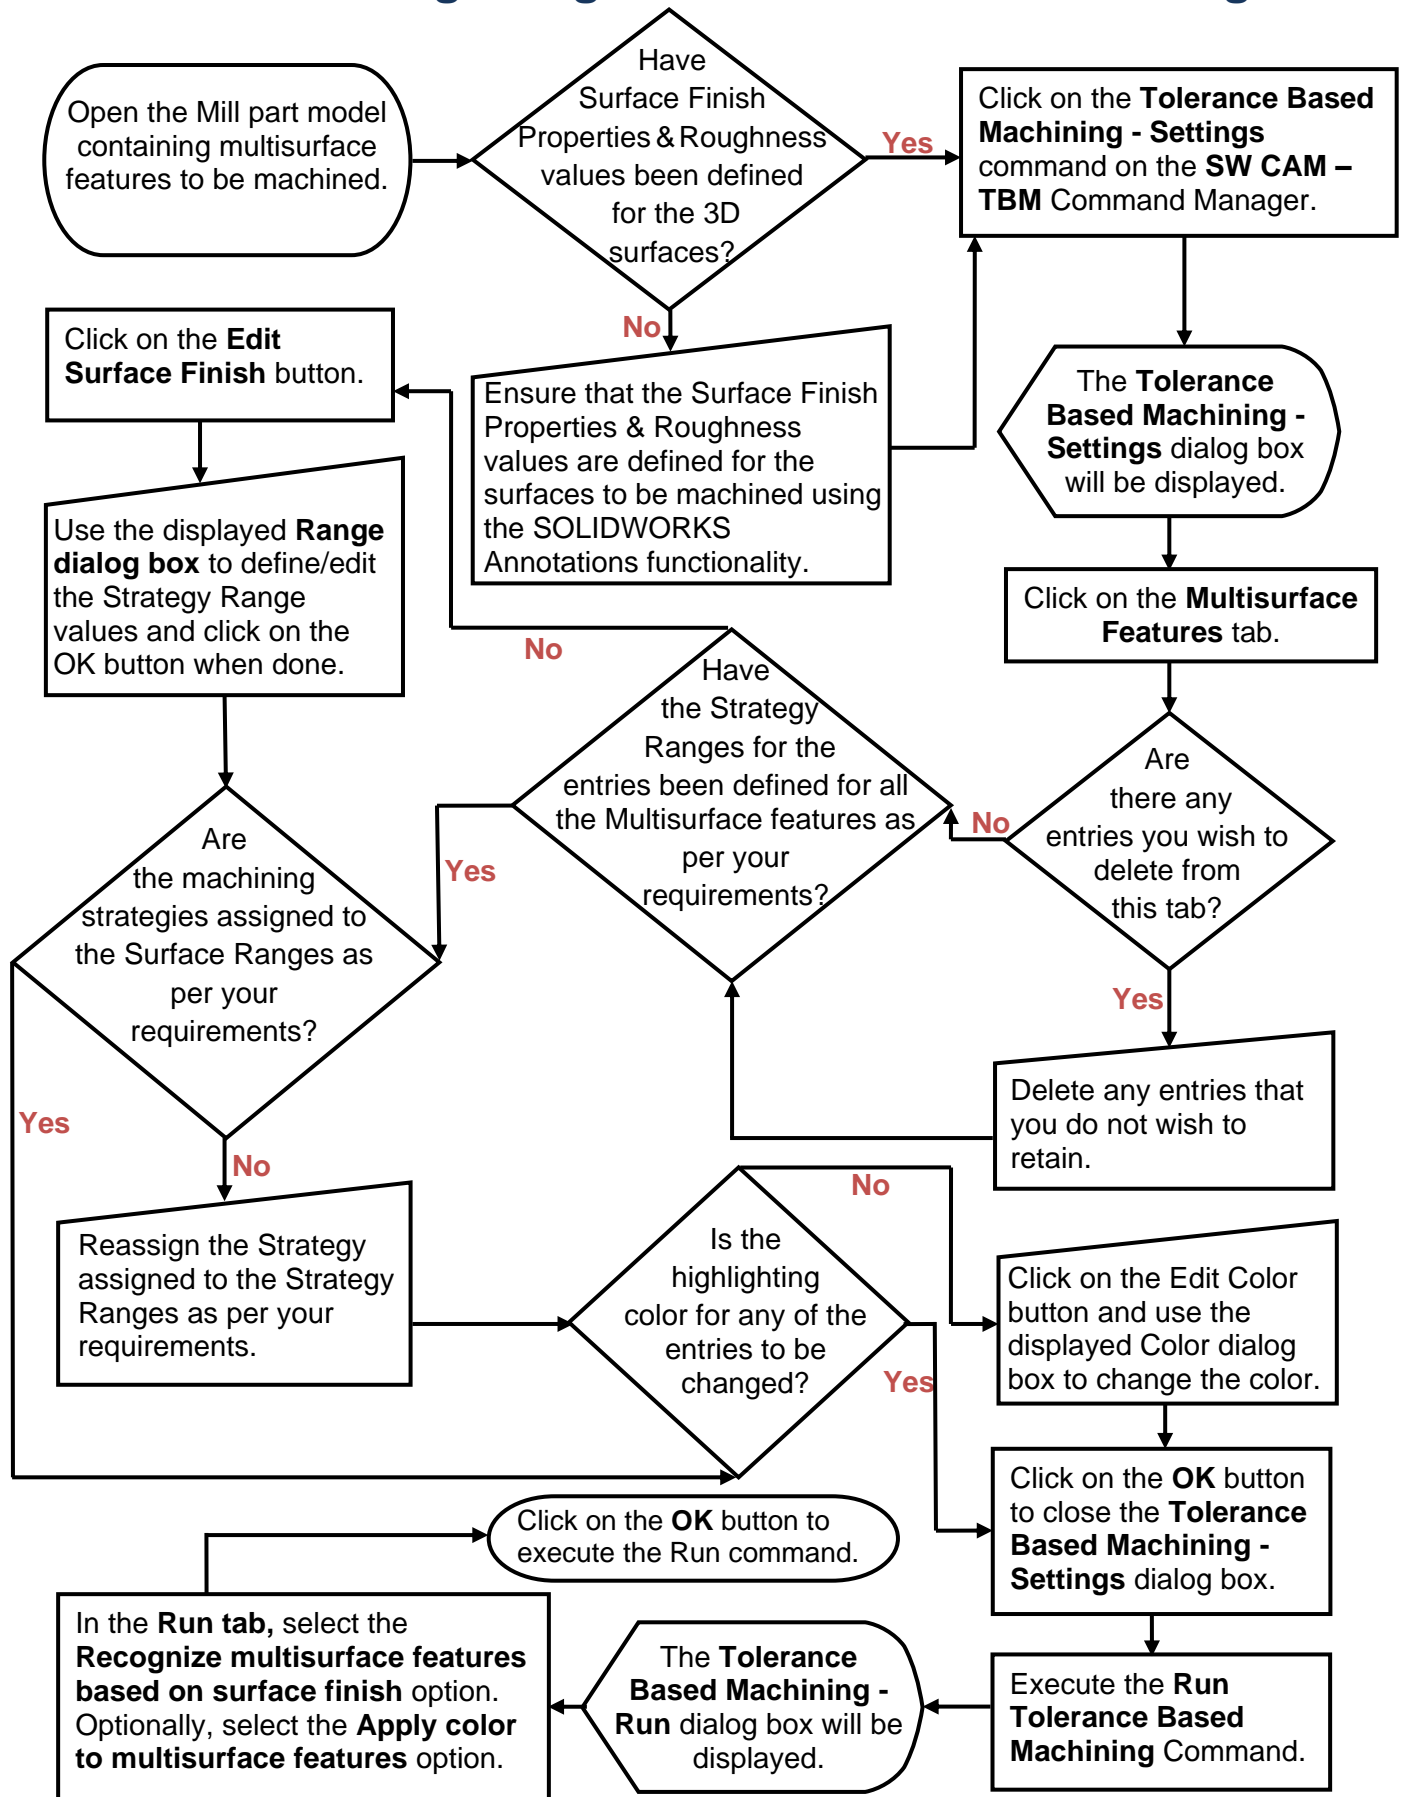 Open the Mill part model
containing multisurface
features to be machined.
Have
Surface Finish
Properties & Roughness
values been defined
for the 3D
surfaces?
Yes
Click on the Tolerance Based
Machining - Settings
command on the SW CAM –
TBM Command Manager.
No
Click on the Edit
Surface Finish button.
Ensure that the Surface Finish
Properties & Roughness
values are defined for the
surfaces to be machined using
the SOLIDWORKS
Annotations functionality.
The Tolerance
Based Machining -
Settings dialog box
will be displayed.
Use the displayed Range
dialog box to define/edit
the Strategy Range
values and click on the
OK button when done.
Click on the Multisurface
Features tab.
No
Have
the Strategy
Ranges for the
entries been defined for all
the Multisurface features as
per your
requirements?
Yes
Are
there any
entries you wish to
delete from
this tab?
No
Yes
Are
the machining
strategies assigned to
the Surface Ranges as
per your
requirements?
Yes
No
Delete any entries that
you do not wish to
retain.
Reassign the Strategy
assigned to the Strategy
Ranges as per your
requirements.
Is the
highlighting
color for any of the
entries to be
changed?
No
Yes
Click on the Edit Color
button and use the
displayed Color dialog
box to change the color.
Click on the OK button
to close the Tolerance
Based Machining -
Settings dialog box.
Click on the OK button to
execute the Run command.
In the Run tab, select the
Recognize multisurface features
based on surface finish option.
Optionally, select the Apply color
to multisurface features option.
The Tolerance
Based Machining -
Run dialog box will be
displayed.
Execute the Run
Tolerance Based
Machining Command.